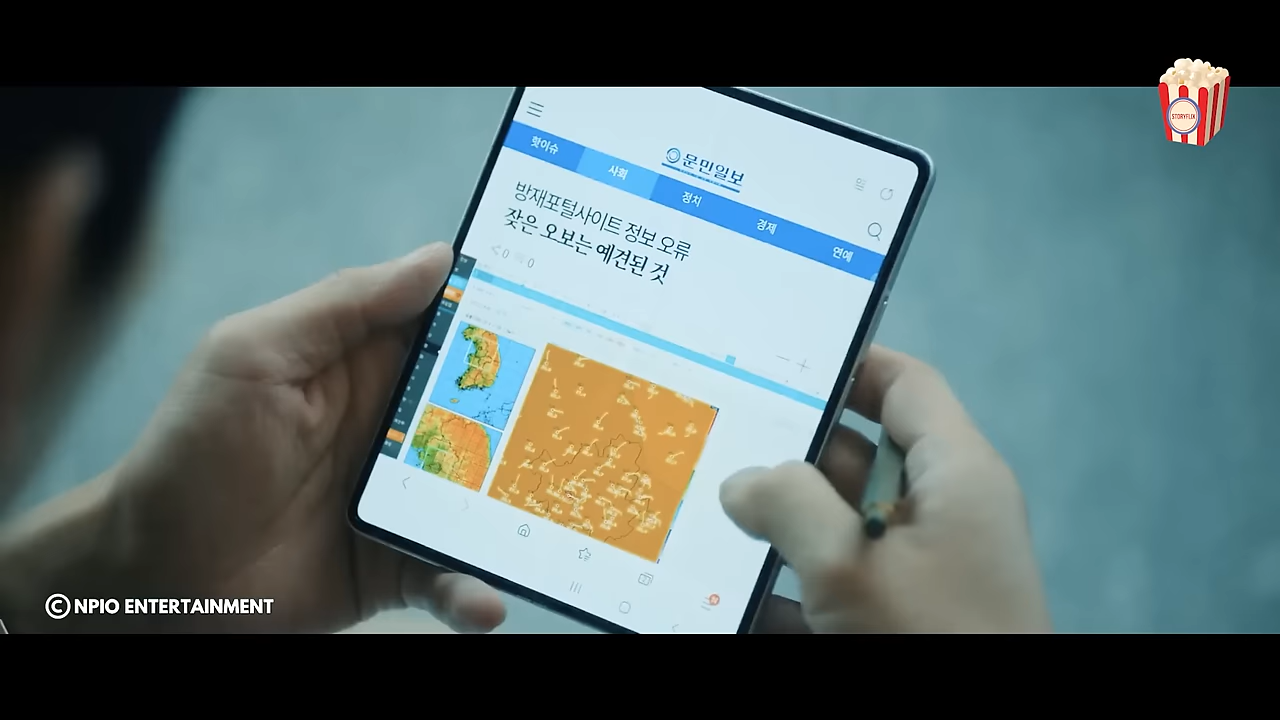 STORYFLIX
문민일보
핫이슈 사회 정치 경제 연예
방재포털사이트 정보 오류
잦은 오보는 예견된 것
0 0
© NPIO ENTERTAINMENT